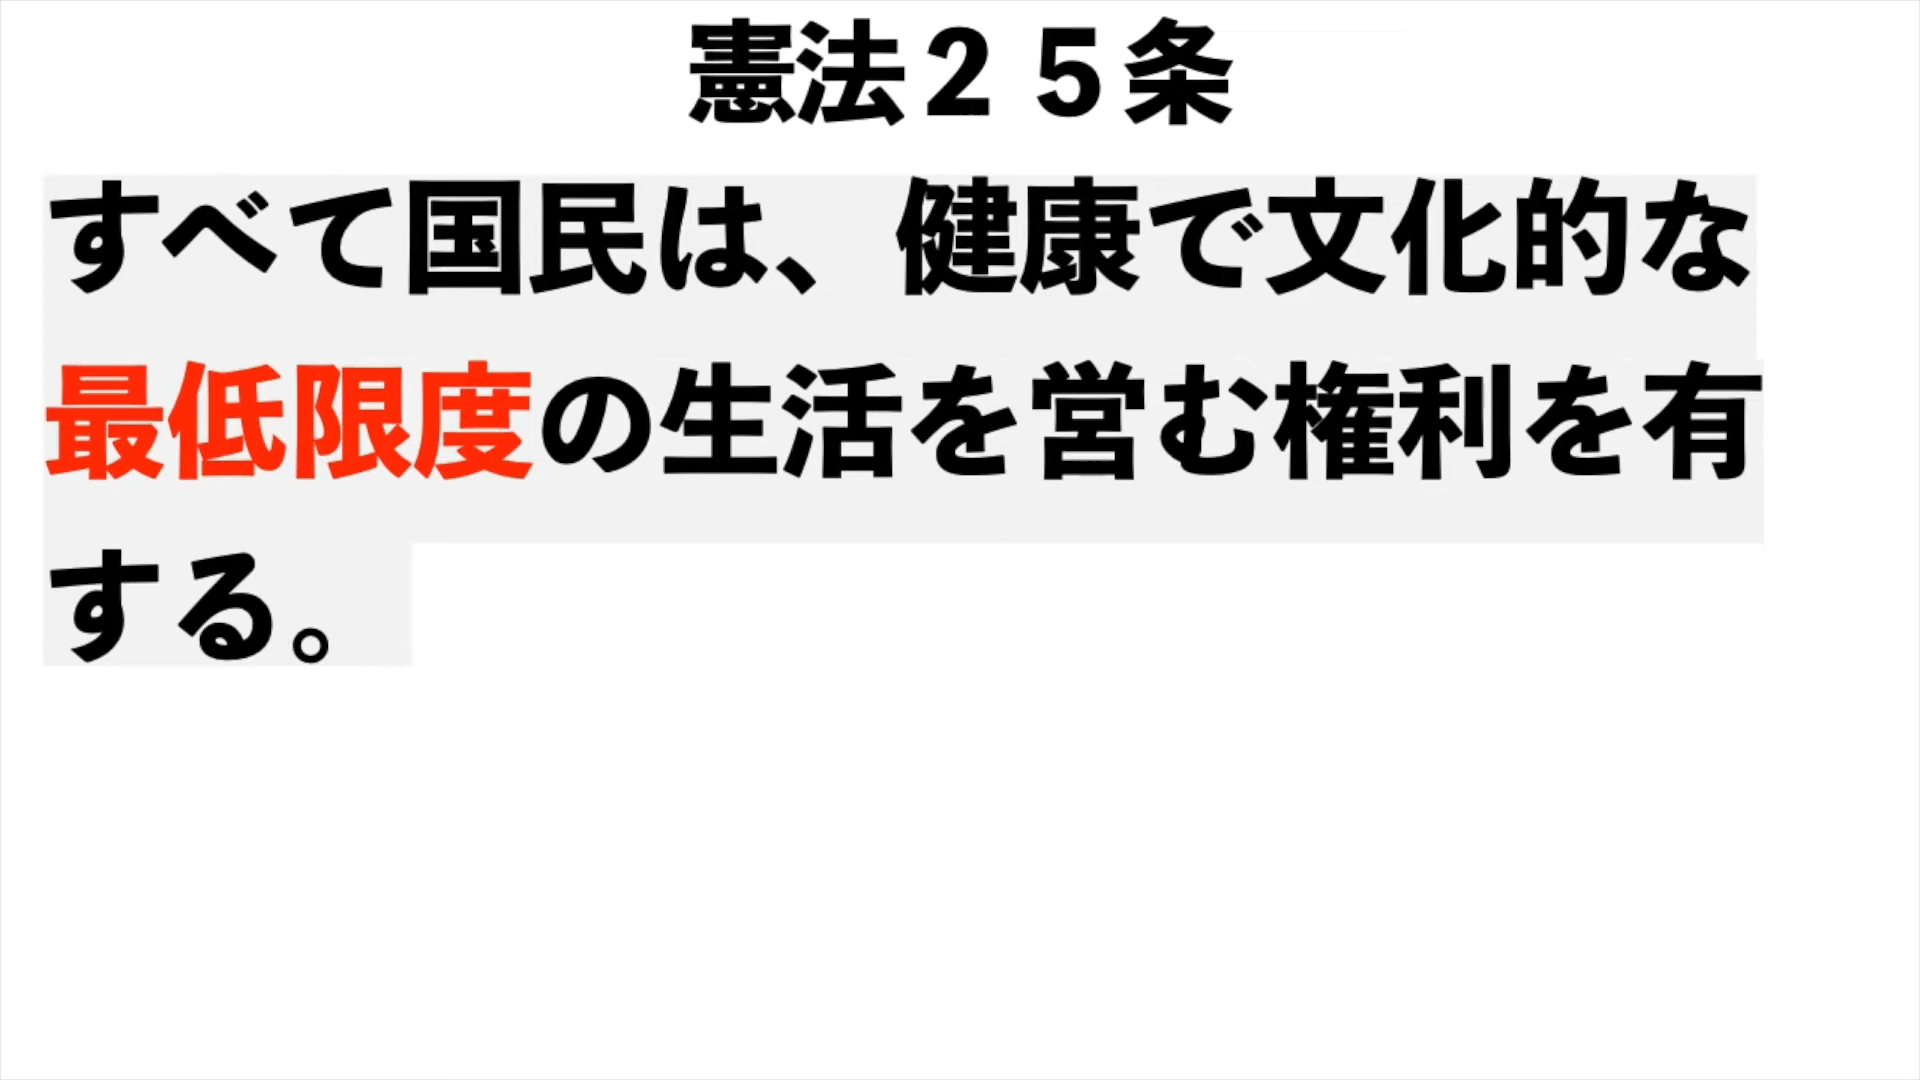 憲法２５条
すべて国民は、健康で文化的な
最低限度の生活を営む権利を有
する。